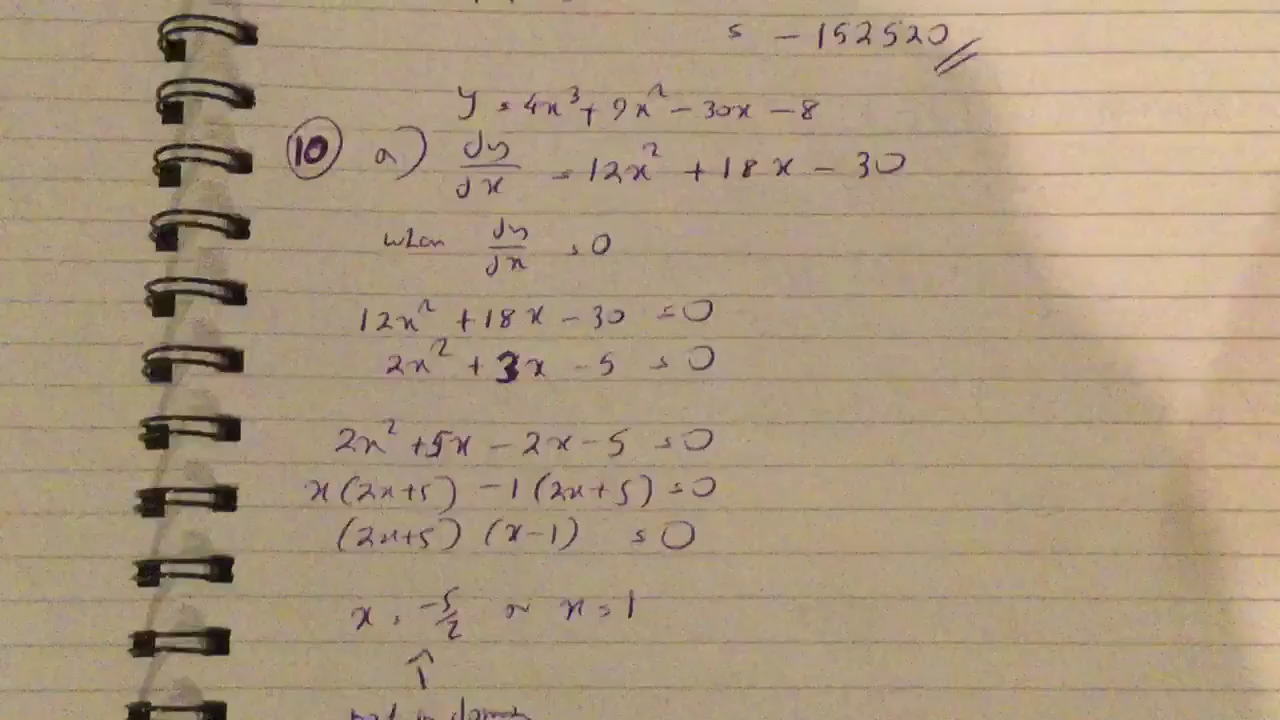 = -152520
y = 4x³ + 9x² - 30x - 8
10 a) dy/dx = 12x² + 18x - 30
when dy/dx = 0
12x² + 18x - 30 = 0
2x² + 3x - 5 = 0
2x² + 5x - 2x - 5 = 0
x(2x+5) - 1(2x+5) = 0
(2x+5) (x-1) = 0
x = -5/2 or x = 1
↑
not in